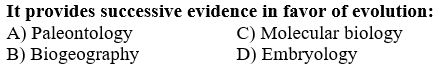 It provides successive evidence in favor of evolution:
A) Paleontology C) Molecular biology
B) Biogeography D) Embryology